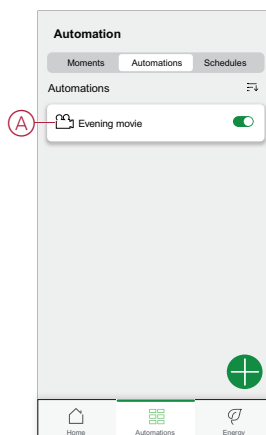 Automation
Moments Automations Schedules
Automations
A Evening movie
Home Automations Energy